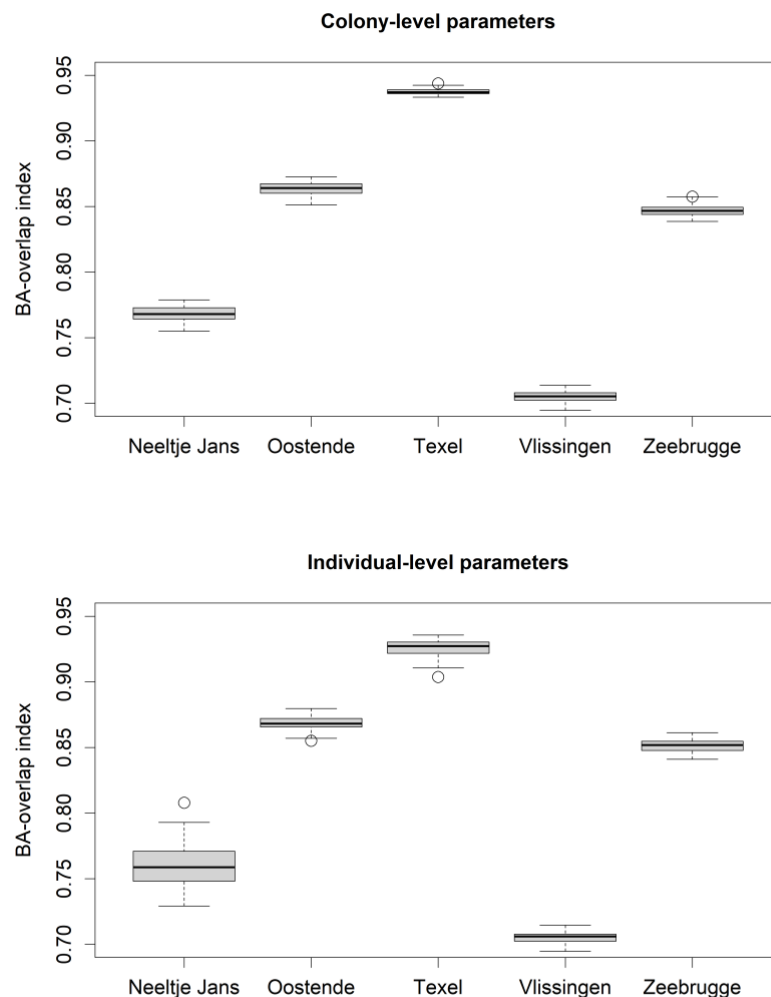 Colony-level parameters
BA-overlap index
0.95
0.90
0.85
0.80
0.75
0.70
Neeltje Jans Oostende Texel Vlissingen Zeebrugge
Individual-level parameters
BA-overlap index
0.95
0.90
0.85
0.80
0.75
0.70
Neeltje Jans Oostende Texel Vlissingen Zeebrugge